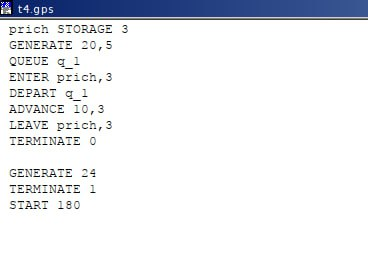 t4.gps
prich STORAGE 3
GENERATE 20,5
QUEUE q_1
ENTER prich,3
DEPART q_1
ADVANCE 10,3
LEAVE prich,3
TERMINATE 0
GENERATE 24
TERMINATE 1
START 180